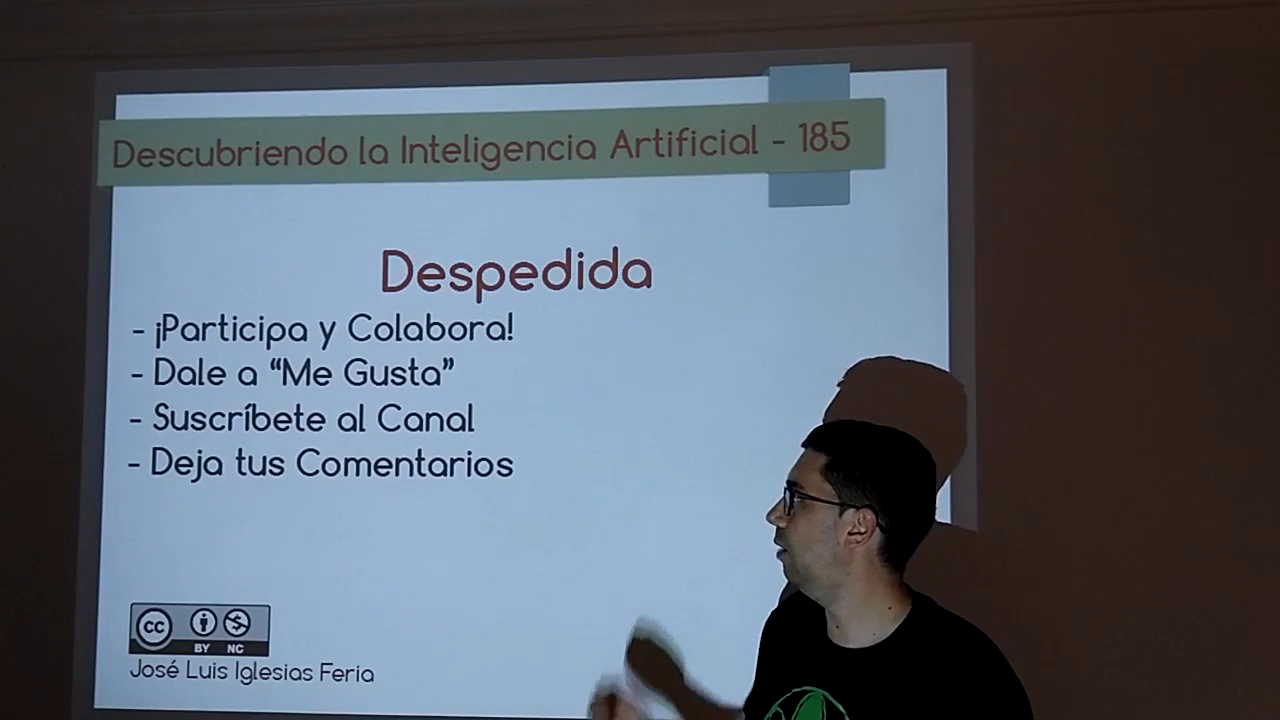 Descubriendo la Inteligencia Artificial - 185
Despedida
- ¡Participa y Colabora!
- Dale a “Me Gusta”
- Suscríbete al Canal
- Deja tus Comentarios
cc
BY NC
José Luis Iglesias Feria